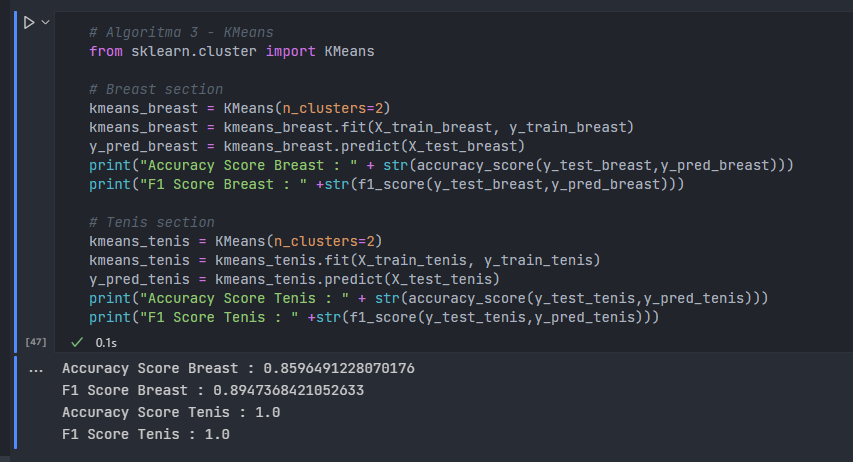 # Algoritma 3 - KMeans
from sklearn.cluster import KMeans
# Breast section
kmeans_breast = KMeans(n_clusters=2)
kmeans_breast = kmeans_breast.fit(X_train_breast, y_train_breast)
y_pred_breast = kmeans_breast.predict(X_test_breast)
print("Accuracy Score Breast : " + str(accuracy_score(y_test_breast,y_pred_breast)))
print("F1 Score Breast : " +str(f1_score(y_test_breast,y_pred_breast)))
# Tenis section
kmeans_tenis = KMeans(n_clusters=2)
kmeans_tenis = kmeans_tenis.fit(X_train_tenis, y_train_tenis)
y_pred_tenis = kmeans_tenis.predict(X_test_tenis)
print("Accuracy Score Tenis : " + str(accuracy_score(y_test_tenis,y_pred_tenis)))
print("F1 Score Tenis : " +str(f1_score(y_test_tenis,y_pred_tenis)))
[47] ✓ 0.1s
... Accuracy Score Breast : 0.8596491228070176
F1 Score Breast : 0.8947368421052633
Accuracy Score Tenis : 1.0
F1 Score Tenis : 1.0